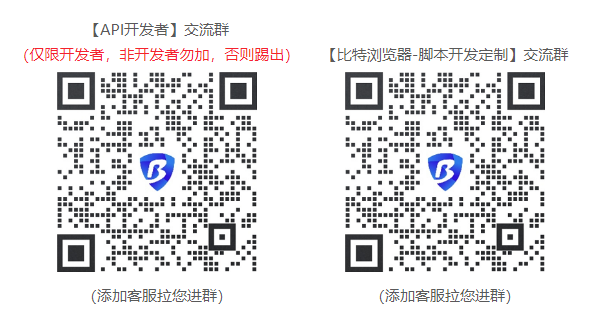 【API开发者】交流群
(仅限开发者，非开发者勿加，否则踢出)
(添加客服拉您进群)
【比特浏览器-脚本开发定制】交流群
(添加客服拉您进群)